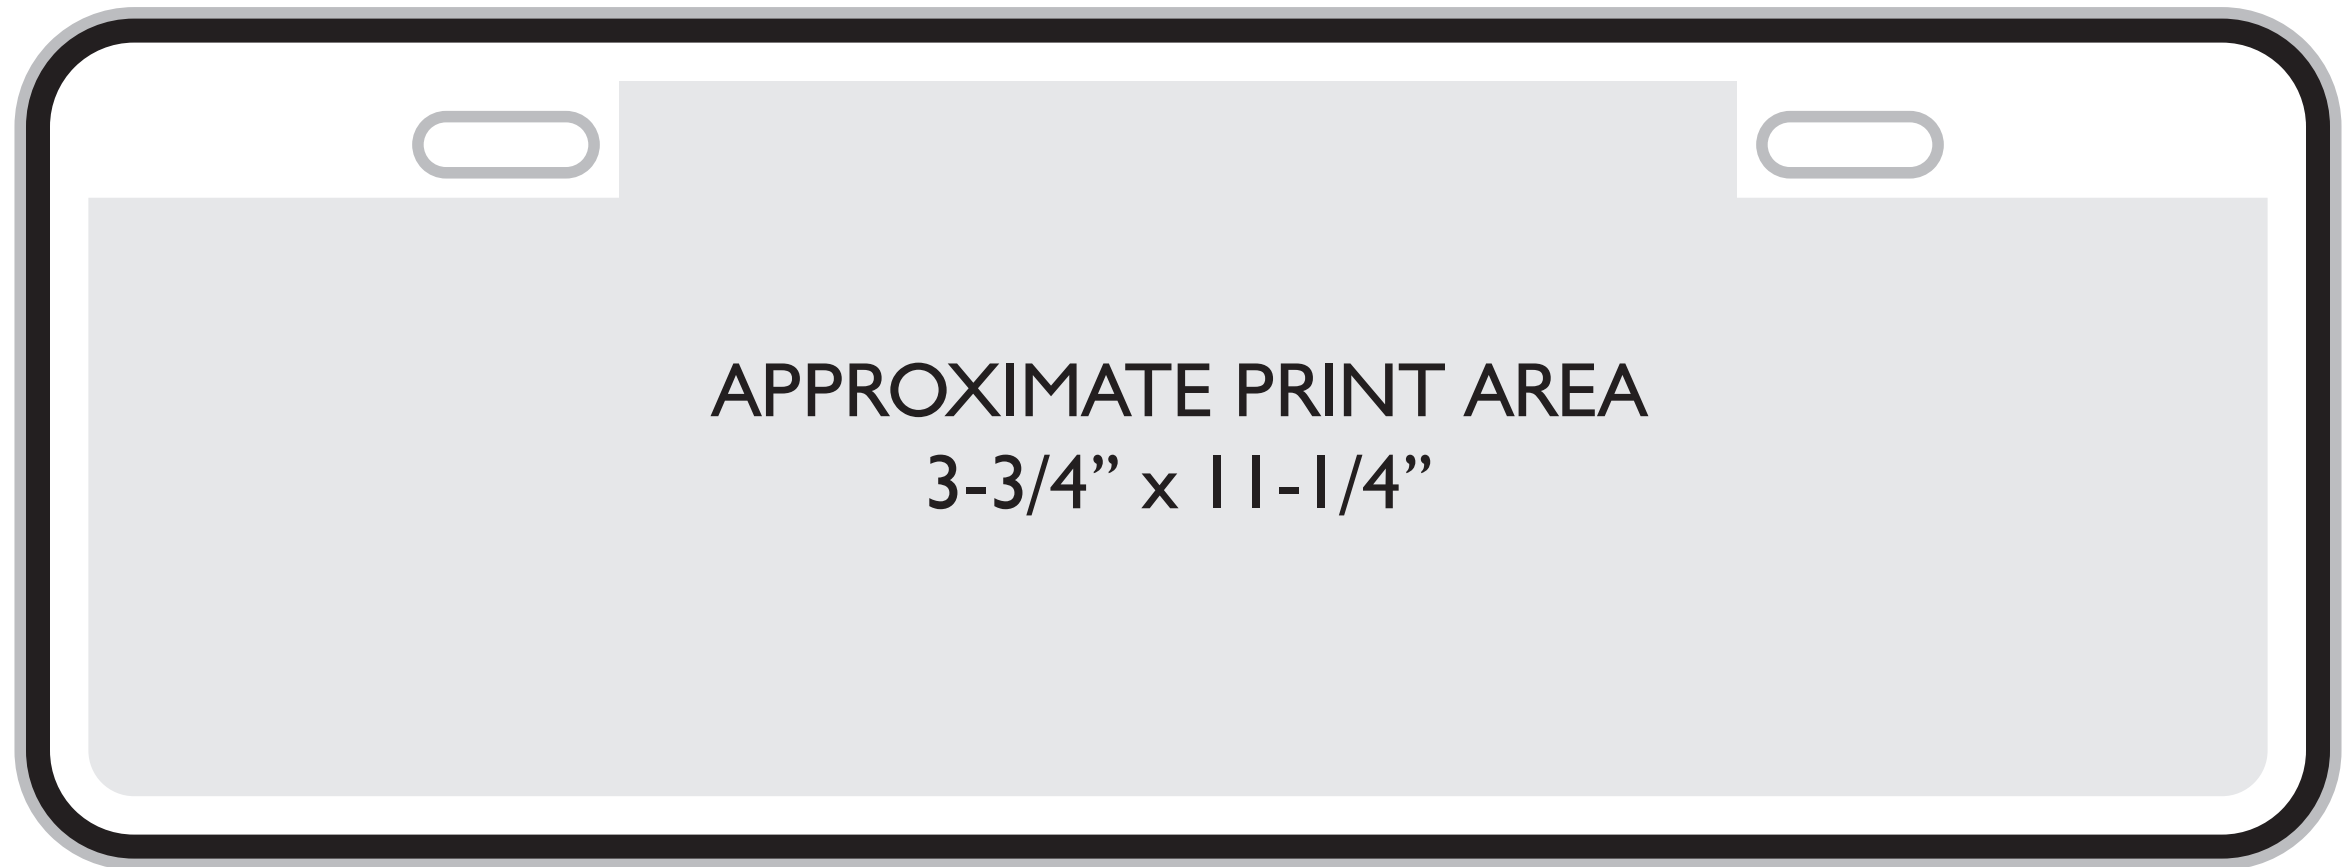 APPROXIMATE PRINT AREA
3-3/4” x 11-1/4”